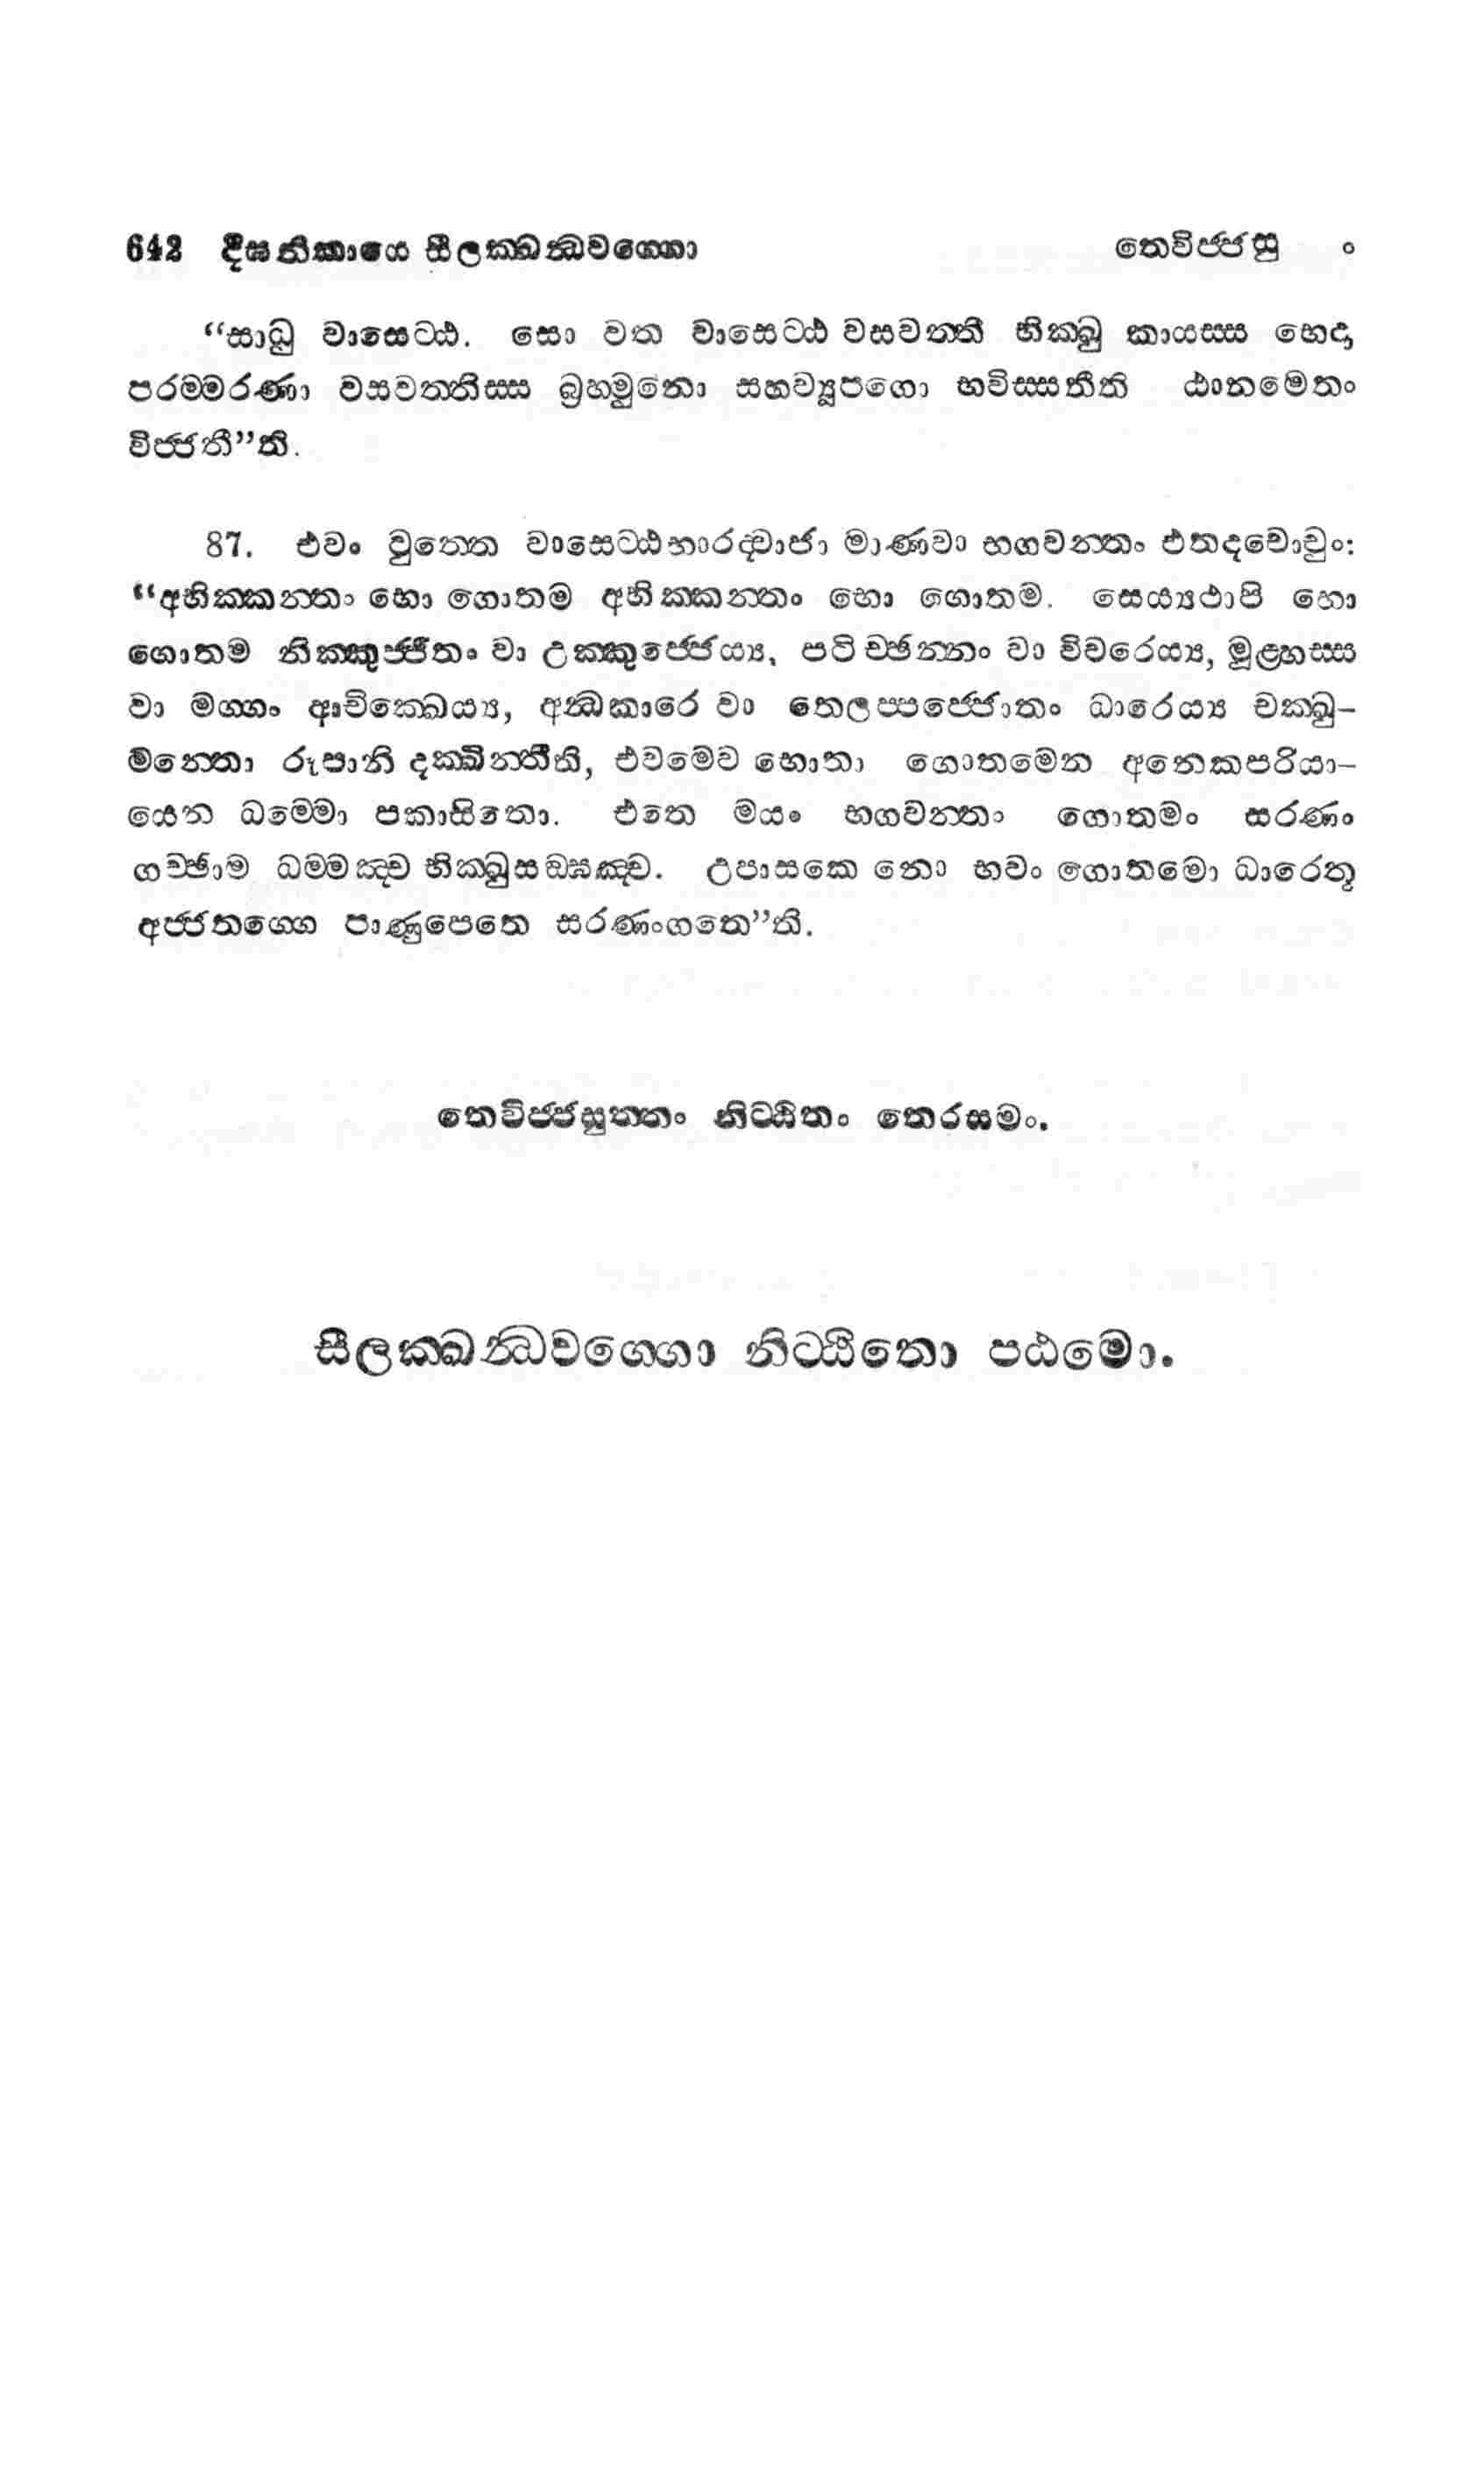 642 දීඝනිකායෙ සීලක්ඛන්ධවග්ගො තෙවිජ්ජසු ං
“සාධු වාසෙට්ඨ. සො වත වාසෙට්ඨ වසවත්තී භික්ඛු කායස්ස භෙදා
පරම්මරණා වසවත්තිස්ස බ්‍රහ්මුනො සහව්‍යූපගො භවිස්සතීති ඨානමෙතං
විජ්ජතී”ති.
87. එවං වුත්තෙ වාසෙට්ඨභාරද්වාජා මාණවා භගවන්තං එතදවොචුං:
“අභික්කන්තං භො ගොතම අභික්කන්තං භො ගොතම. සෙය්‍යථාපි භො
ගොතම නික්කුජ්ජිතං වා උක්කුජ්ජෙය්‍ය, පටිච්ඡන්නං වා විවරෙය්‍ය, මූළ්හස්ස
වා මග්ගං ආචික්ඛෙය්‍ය, අන්ධකාරෙ වා තෙලප්පජ්ජොතං ධාරෙය්‍ය චක්ඛු-
මන්තො රූපානි දක්ඛින්තීති, එවමෙව භොතා ගොතමෙන අනෙකපරියා-
යෙන ධම්මො පකාසිතො. එතෙ මයං භගවන්තං ගොතමං සරණං
ගච්ඡාම ධම්මඤ්ච භික්ඛුසඞ්ඝඤ්ච. උපාසකෙ නො භවං ගොතමො ධාරෙතු
අජ්ජතග්ගෙ පාණුපෙතෙ සරණංගතෙ”ති.
තෙවිජ්ජසුත්තං නිට්ඨිතං තෙරසමං.
සීලක්ඛන්ධවග්ගො නිට්ඨිතො පඨමො.